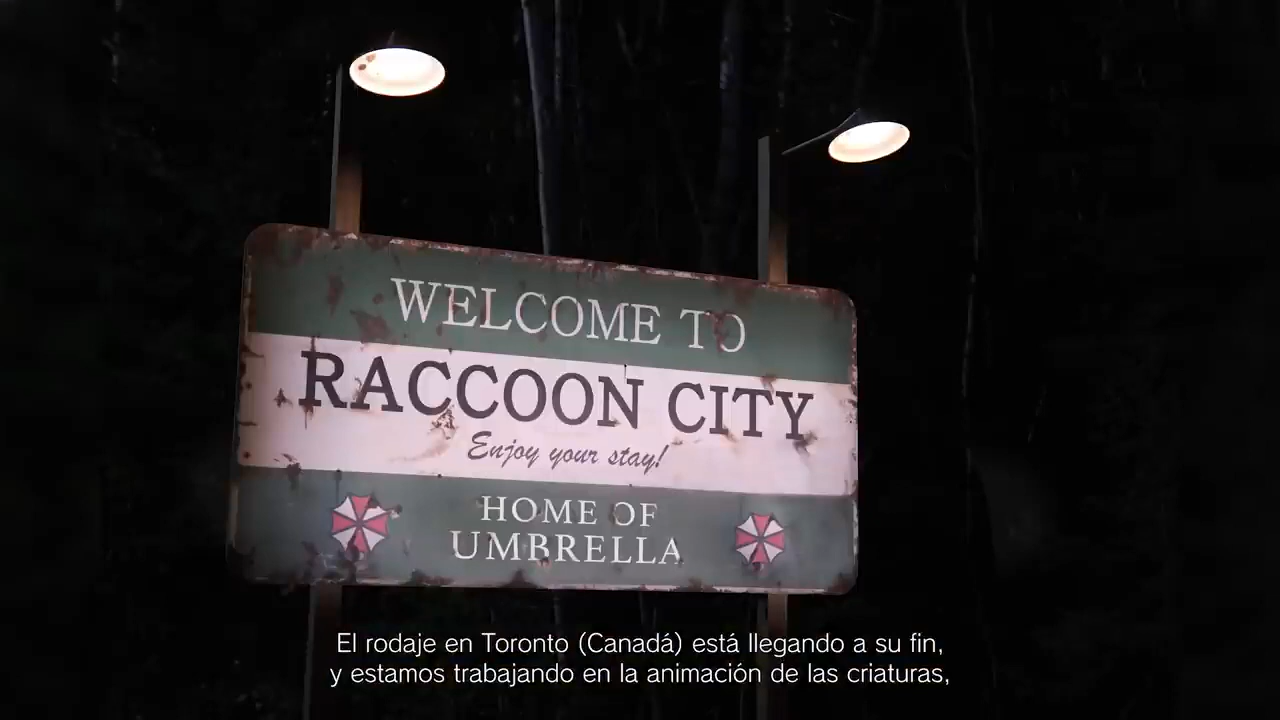 WELCOME TO
RACCOON CITY
Enjoy your stay!
HOME OF
UMBRELLA
El rodaje en Toronto (Canadá) está llegando a su fin,
y estamos trabajando en la animación de las criaturas,